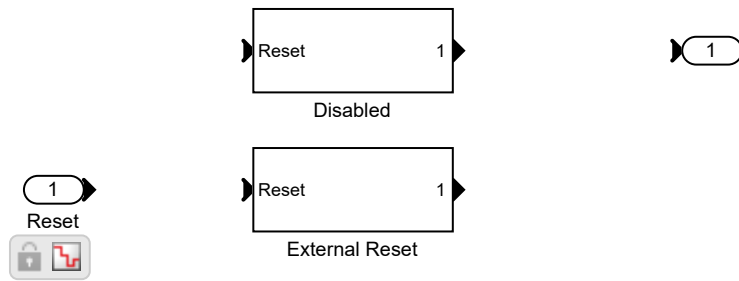 Reset 1 1
Disabled
1 Reset 1
Reset
External Reset